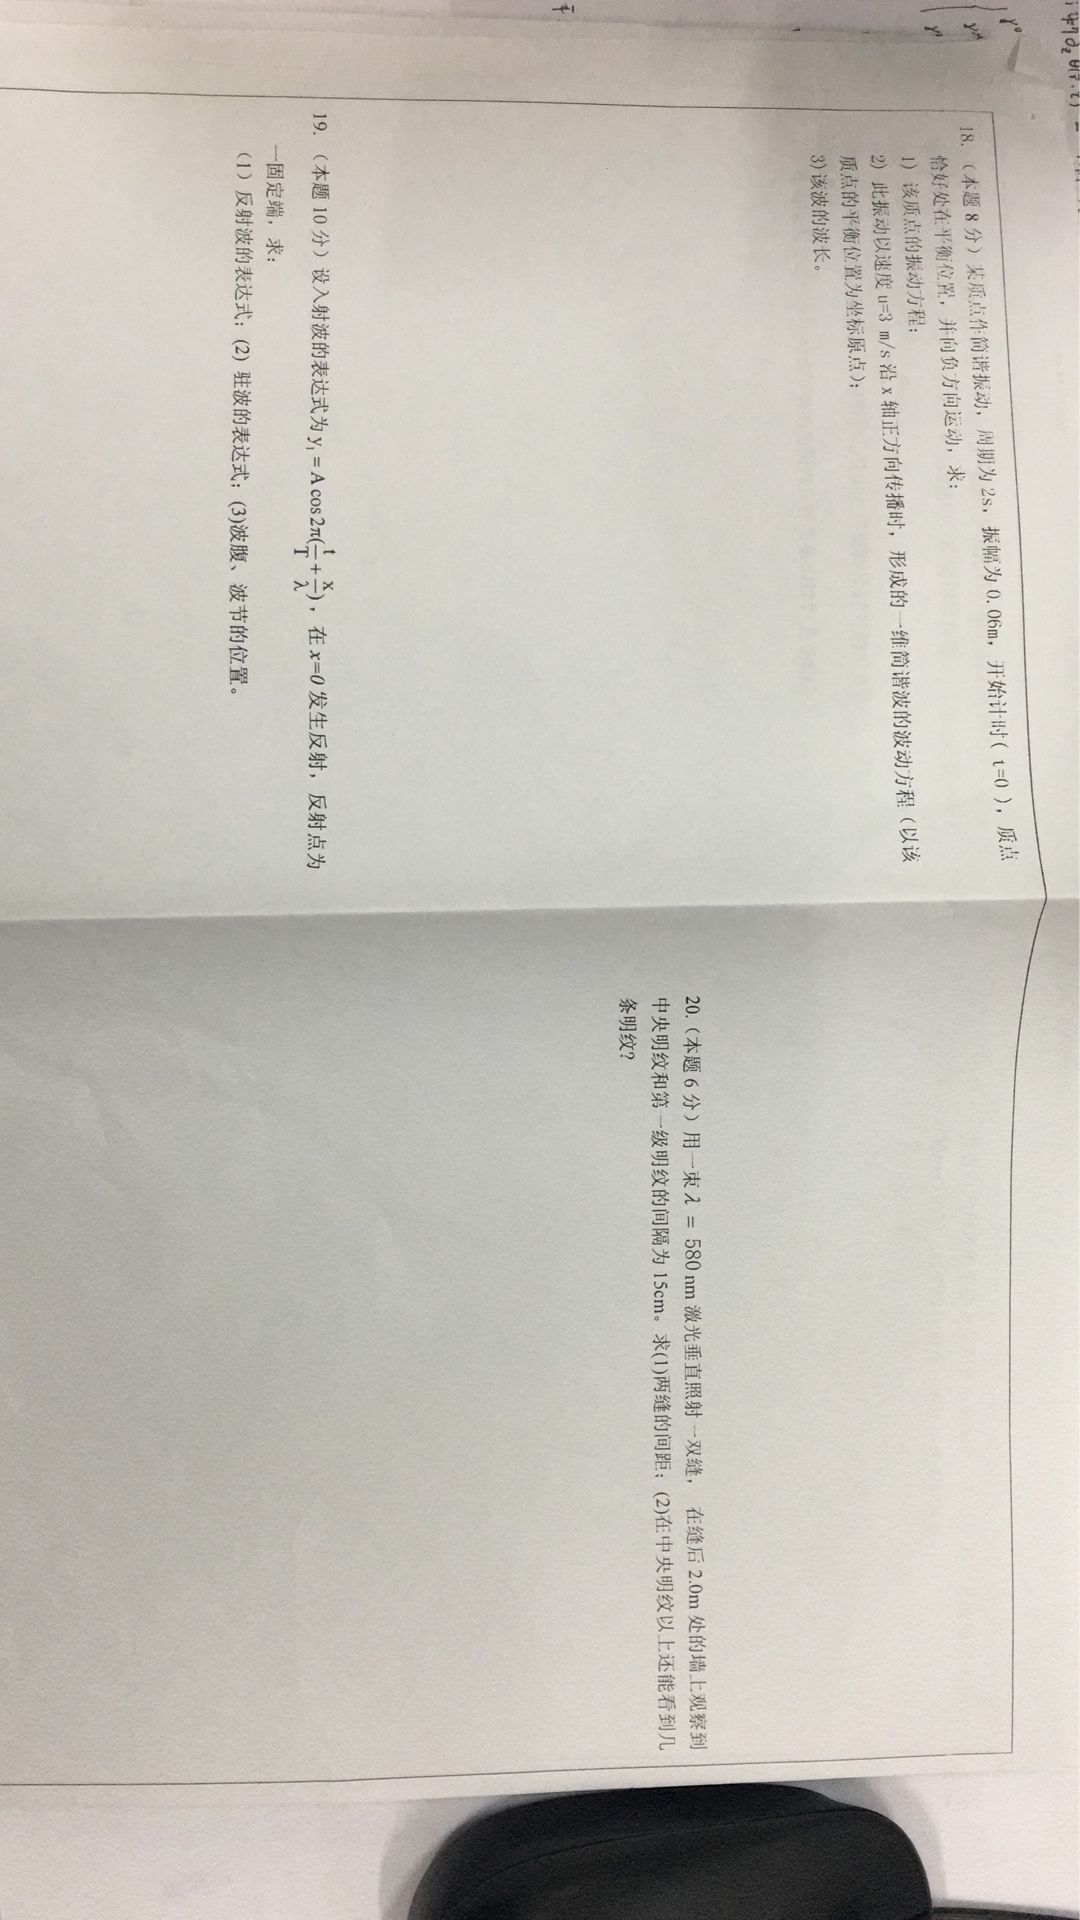 18. （本题 8 分）某质点作简谐振动，周期为 2s，振幅为 0.06m，开始计时( t=0 )，质点
恰好处在平衡位置，并向负方向运动，求：
1) 该质点的振动方程；
2) 此振动以速度 u=3 m/s 沿 x 轴正方向传播时，形成的一维简谐波的波动方程（以该
质点的平衡位置为坐标原点）；
3)该波的波长。
19. （本题 10 分）设入射波的表达式为 y₁ = A cos2π(t/T + x/λ)，在 x=0 发生反射，反射点为
一固定端，求：
（1）反射波的表达式；(2) 驻波的表达式；(3)波腹、波节的位置。
20.（本题 6 分）用一束 λ = 580 nm 激光垂直照射一双缝， 在缝后 2.0m 处的墙上观察到
中央明纹和第一级明纹的间隔为 15cm。求(1)两缝的间距；(2)在中央明纹以上还能看到几
条明纹?